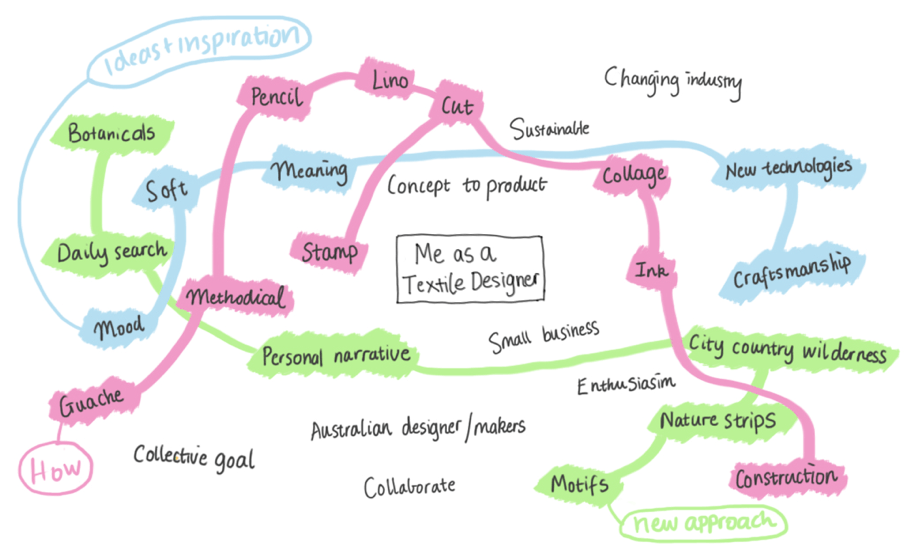 Ideas + inspiration
Lino
Changing industry
Pencil
Cut
Botanicals
Sustainable
Meaning
Collage
New technologies
Soft
Concept to product
Daily search
Stamp
Me as a
Textile Designer
Ink
Craftsmanship
Methodical
Mood
Small business
Personal narrative
City country wilderness
Enthusiasim
Guache
Nature strips
Australian designer/makers
Collective goal
How
Collaborate
Motifs
Construction
new approach